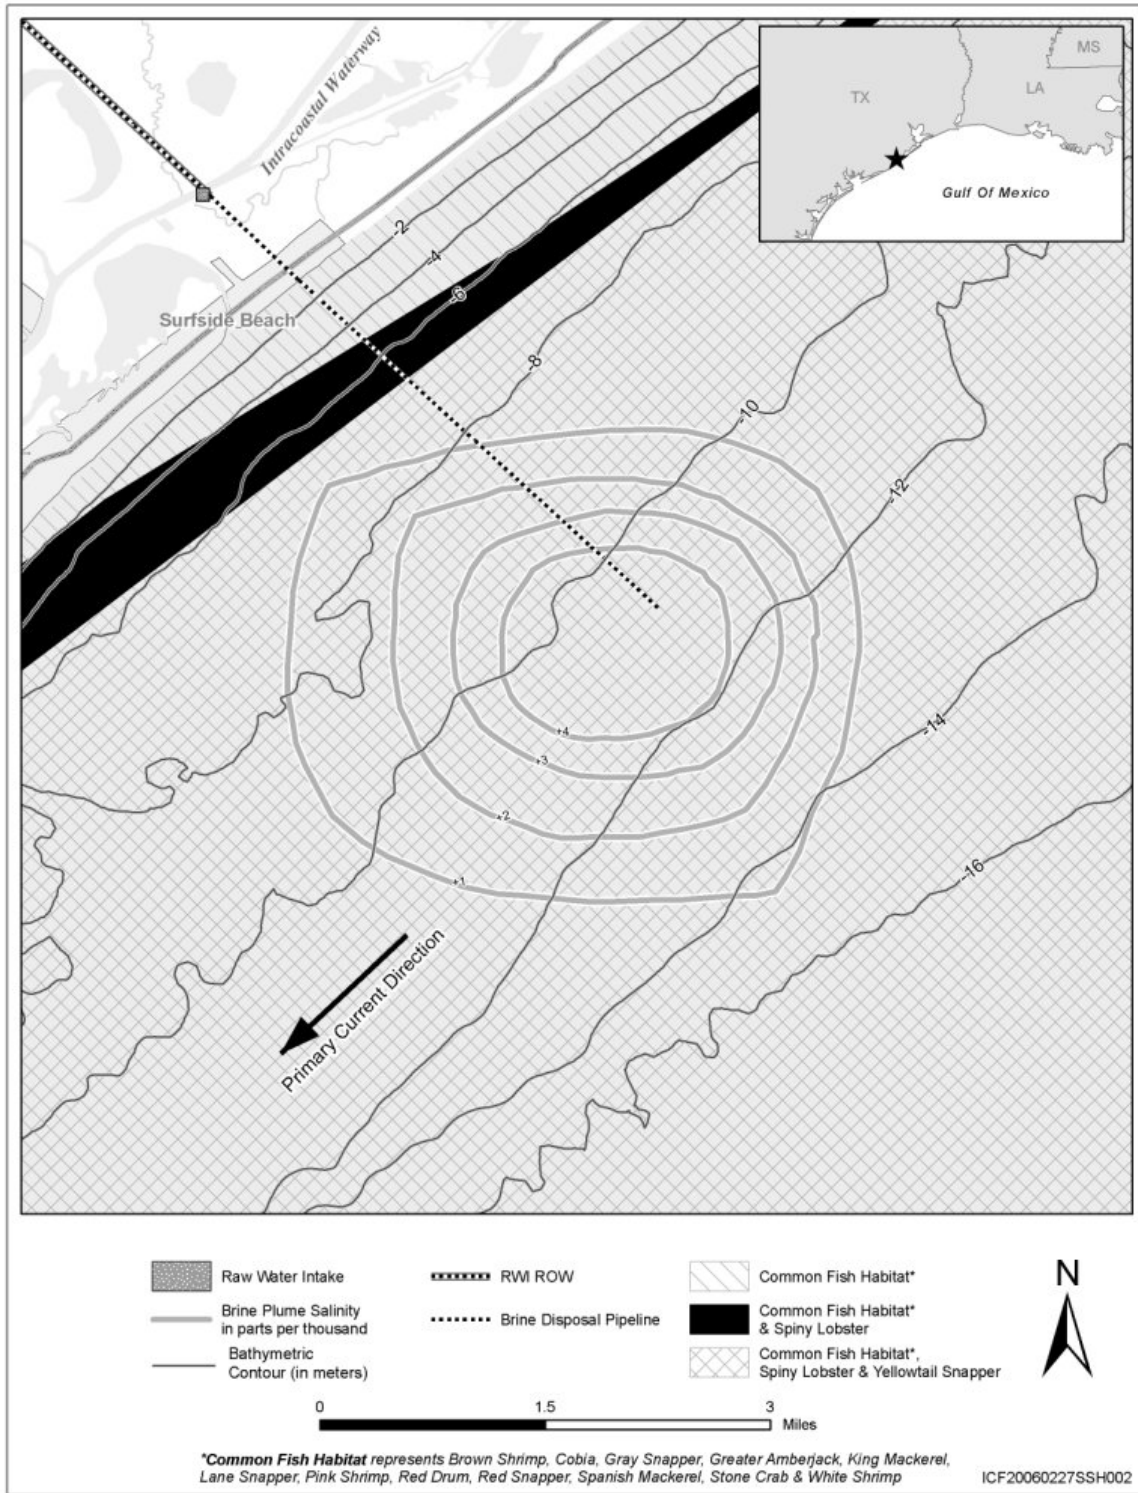 MS
TX
LA
Gulf Of Mexico
Intracoastal Waterway
Surfside Beach
-2
-4
-6
-8
-10
-12
-14
-16
+4
+3
+2
+1
Primary Current Direction
Raw Water Intake
Brine Plume Salinity
in parts per thousand
Bathymetric
Contour (in meters)
RWI ROW
Brine Disposal Pipeline
Common Fish Habitat*
Common Fish Habitat*
& Spiny Lobster
Common Fish Habitat*,
Spiny Lobster & Yellowtail Snapper
N
0 1.5 3
Miles
*Common Fish Habitat represents Brown Shrimp, Cobia, Gray Snapper, Greater Amberjack, King Mackerel,
Lane Snapper, Pink Shrimp, Red Drum, Red Snapper, Spanish Mackerel, Stone Crab & White Shrimp
ICF20060227SSH002